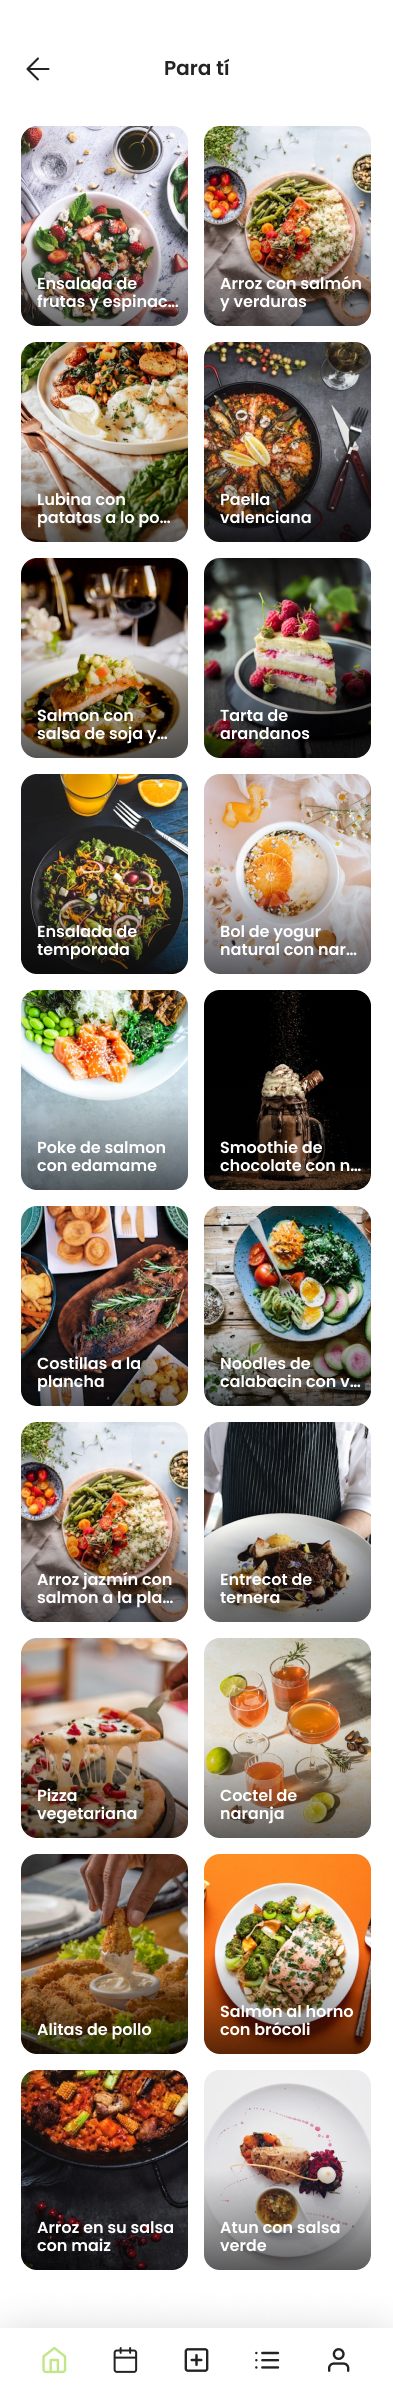 Para tí
Ensalada de
frutas y espinac...
Arroz con salmón
y verduras
Lubina con
patatas a lo po...
Paella
valenciana
Salmon con
salsa de soja y...
Tarta de
arandanos
Ensalada de
temporada
Bol de yogur
natural con nar...
Poke de salmon
con edamame
Smoothie de
chocolate con n...
Costillas a la
plancha
Noodles de
calabacin con v...
Arroz jazmín con
salmon a la pla...
Entrecot de
ternera
Pizza
vegetariana
Coctel de
naranja
Alitas de pollo
Salmon al horno
con brócoli
Arroz en su salsa
con maiz
Atun con salsa
verde